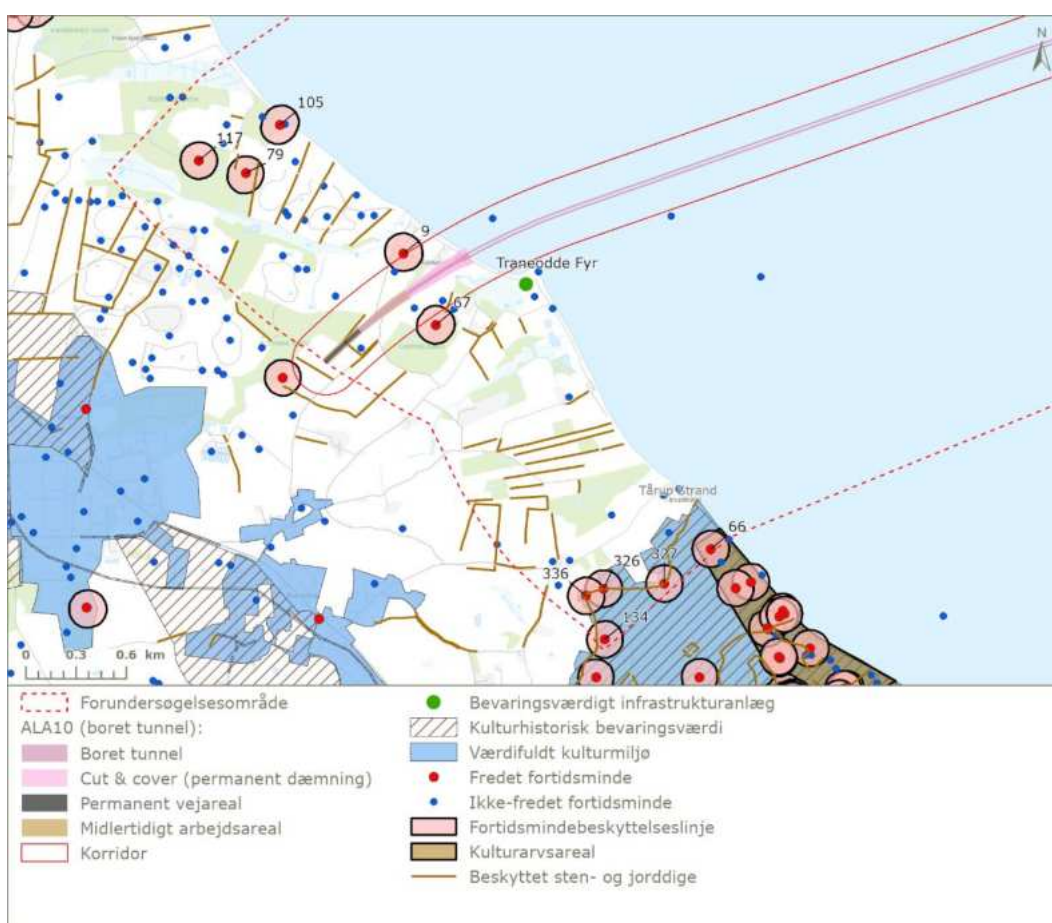 N
105
117
79
9
Traneodde Fyr
67
Tårup Strand
66
336
326
327
134
0 0.3 0.6 km
Forundersøgelsesområde
ALA10 (boret tunnel):
Boret tunnel
Cut & cover (permanent dæmning)
Permanent vejareal
Midlertidigt arbejdsareal
Korridor
Bevaringsværdigt infrastrukturanlæg
Kulturhistorisk bevaringsværdi
Værdifuldt kulturmiljø
Fredet fortidsminde
Ikke-fredet fortidsminde
Fortidsmindebeskyttelseslinje
Kulturarvsareal
Beskyttet sten- og jorddige